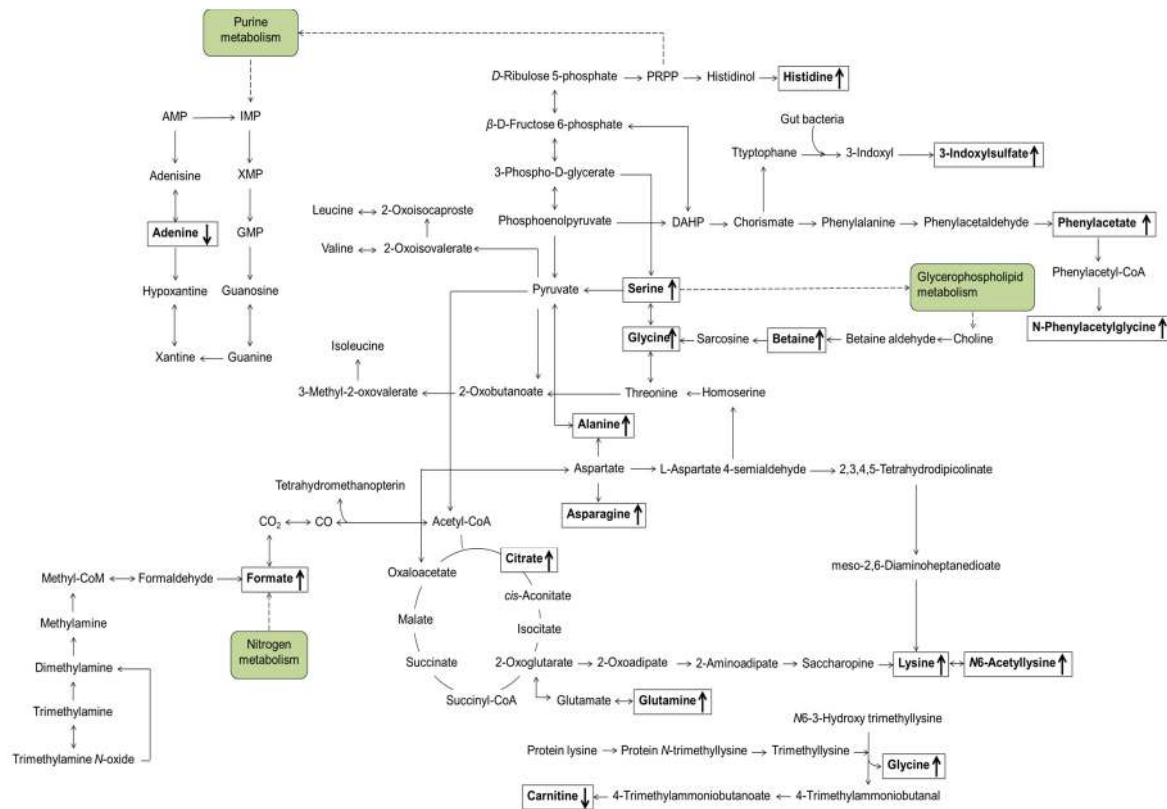 Purine
metabolism
D-Ribulose 5-phosphate PRPP Histidinol Histidine
AMP IMP
β-D-Fructose 6-phosphate
Gut bacteria
Ttyptophane 3-Indoxyl 3-Indoxylsulfate
Adenisine XMP
3-Phospho-D-glycerate
Leucine 2-Oxoisocaproste
Phosphoenolpyruvate DAHP Chorismate Phenylalanine Phenylacetaldehyde Phenylacetate
Adenine GMP
Valine 2-Oxoisovalerate
Phenylacetyl-CoA
Glycerophospholipid
metabolism
Hypoxantine Guanosine
Pyruvate Serine
N-Phenylacetylglycine
Glycine Sarcosine Betaine Betaine aldehyde Choline
Isoleucine
Xantine Guanine
3-Methyl-2-oxovalerate 2-Oxobutanoate Threonine Homoserine
Alanine
Aspartate L-Aspartate 4-semialdehyde 2,3,4,5-Tetrahydrodipicolinate
Tetrahydromethanopterin
Asparagine
CO2 CO Acetyl-CoA
Citrate
Oxaloacetate
meso-2,6-Diaminoheptanedioate
Methyl-CoM Formaldehyde Formate
cis-Aconitate
Malate
Methylamine
Isocitate
Nitrogen
metabolism
Dimethylamine
Succinate 2-Oxoglutarate 2-Oxoadipate 2-Aminoadipate Saccharopine Lysine N6-Acetyllysine
Succinyl-CoA Glutamate Glutamine
Trimethylamine
N6-3-Hydroxy trimethyllysine
Trimethylamine N-oxide
Protein lysine Protein N-trimethyllysine Trimethyllysine
Glycine
Carnitine 4-Trimethylammoniobutanoate 4-Trimethylammoniobutanal